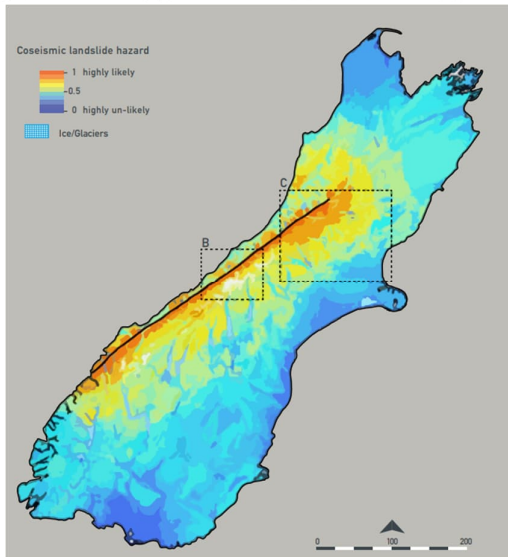 Coseismic landslide hazard
1 highly likely
0.5
0 highly un-likely
Ice/Glaciers
C
B
0 100 200